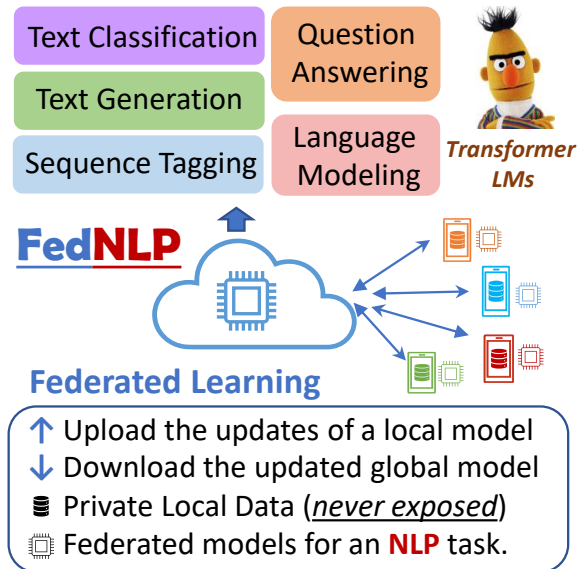 Text Classification
Question
Answering
Text Generation
Language
Modeling
Sequence Tagging
Transformer
LMs
FedNLP
Federated Learning
↑ Upload the updates of a local model
↓ Download the updated global model
Private Local Data (never exposed)
Federated models for an NLP task.